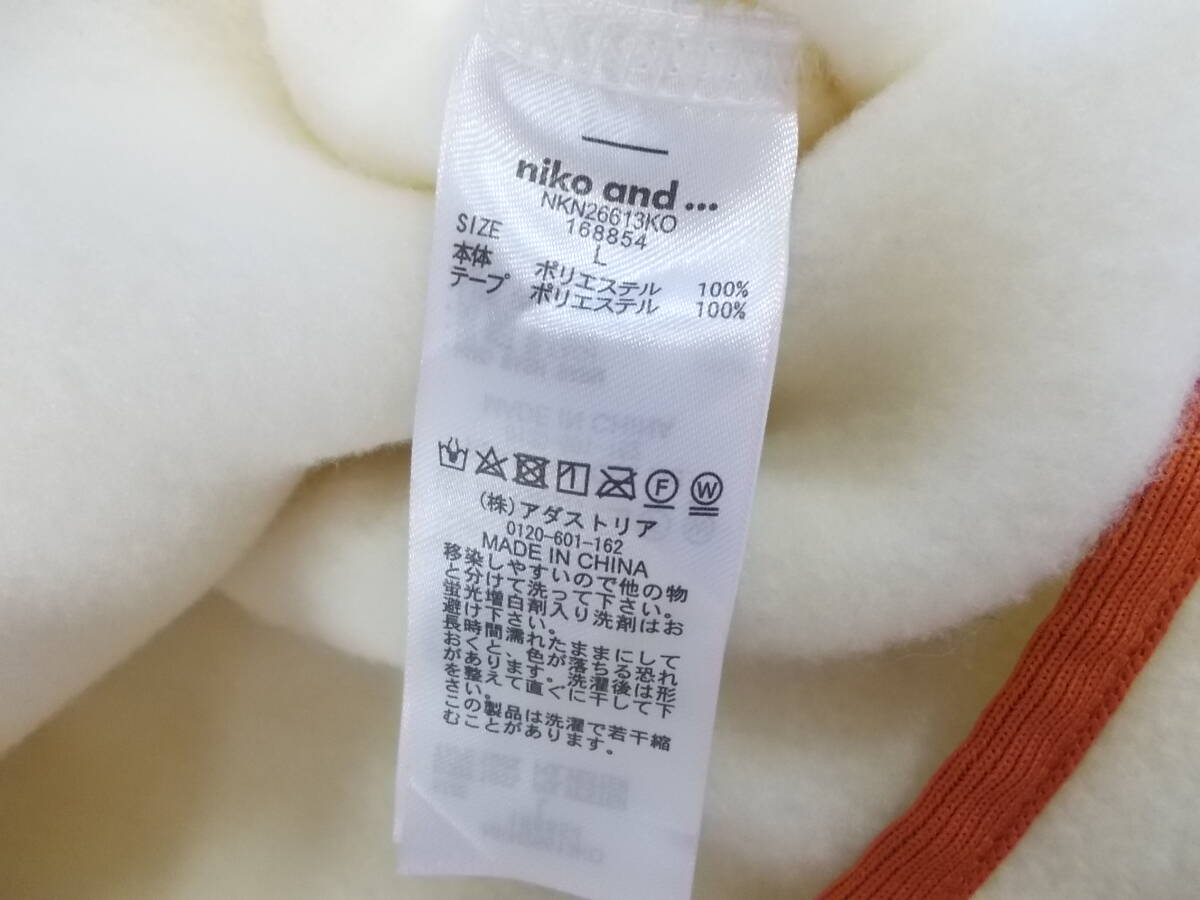 niko and ...
NKN26613KO
168854
SIZE L
本体 ポリエステル 100%
テープ ポリエステル 100%
F W
(株)アダストリア
0120-601-162
MADE IN CHINA
移染しやすいので他の物
と分けて洗って下さい。
蛍光増白剤入り洗剤はお
避け下さい。
長時間濡れたままにして
おくと、色が落ちる恐れ
があります。洗濯後は形
を整えて直ぐに干して下
さい。
この製品は洗濯で若干縮
むことがあります。
MADE IN CHINA